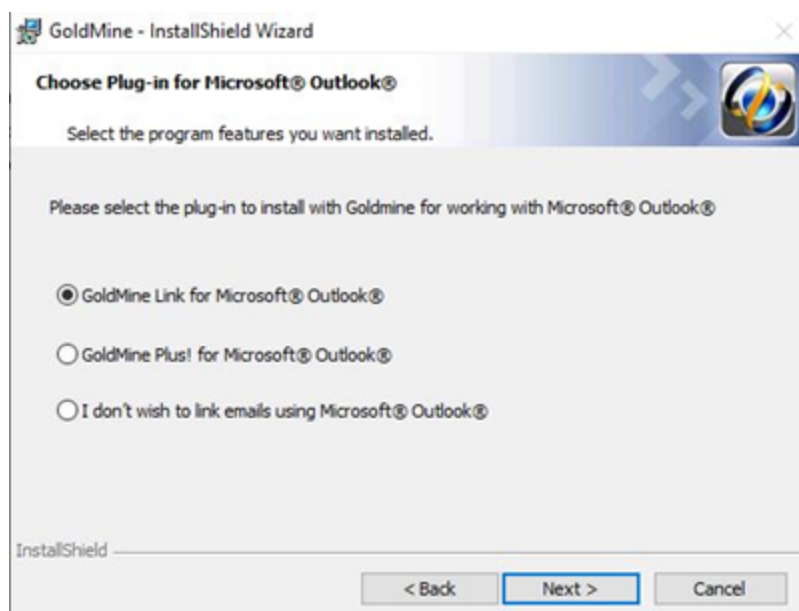 GoldMine - InstallShield Wizard
Choose Plug-in for Microsoft® Outlook®
Select the program features you want installed.
Please select the plug-in to install with Goldmine for working with Microsoft® Outlook®
GoldMine Link for Microsoft® Outlook®
GoldMine Plus! for Microsoft® Outlook®
I don't wish to link emails using Microsoft® Outlook®
InstallShield
< Back
Next >
Cancel